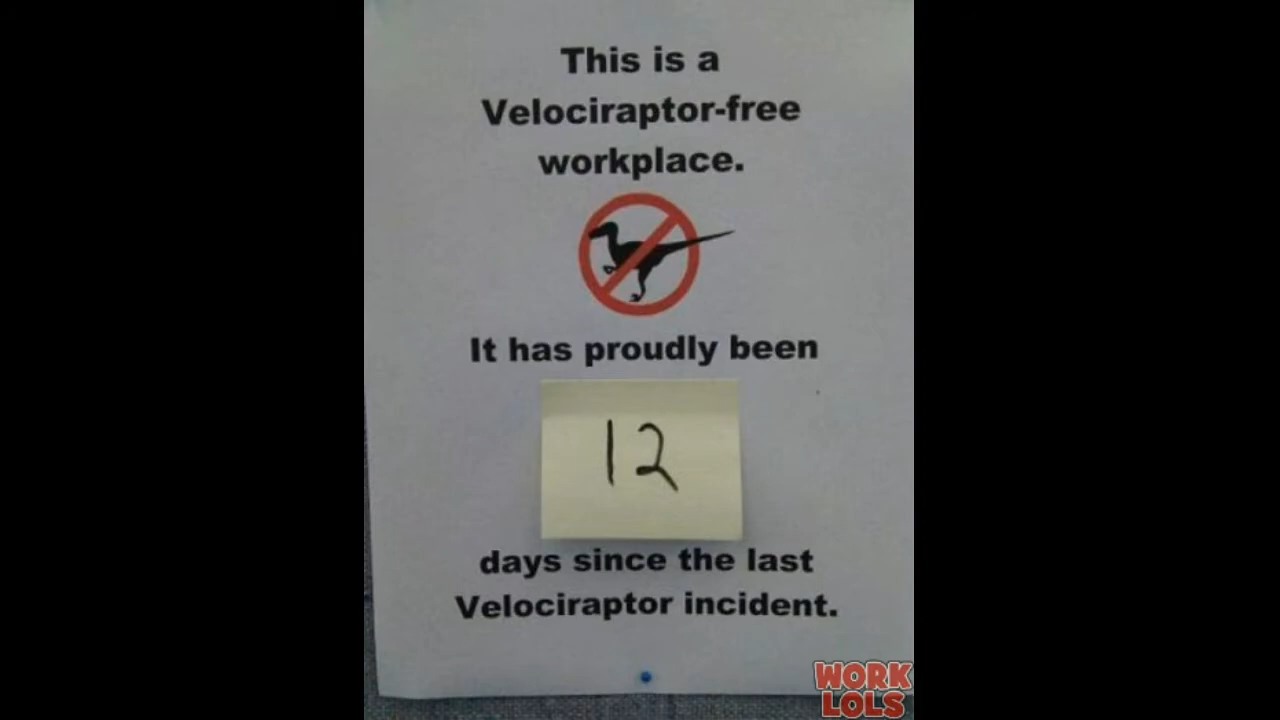 This is a
Velociraptor-free
workplace.
It has proudly been
12
days since the last
Velociraptor incident.
WORK
LOLS